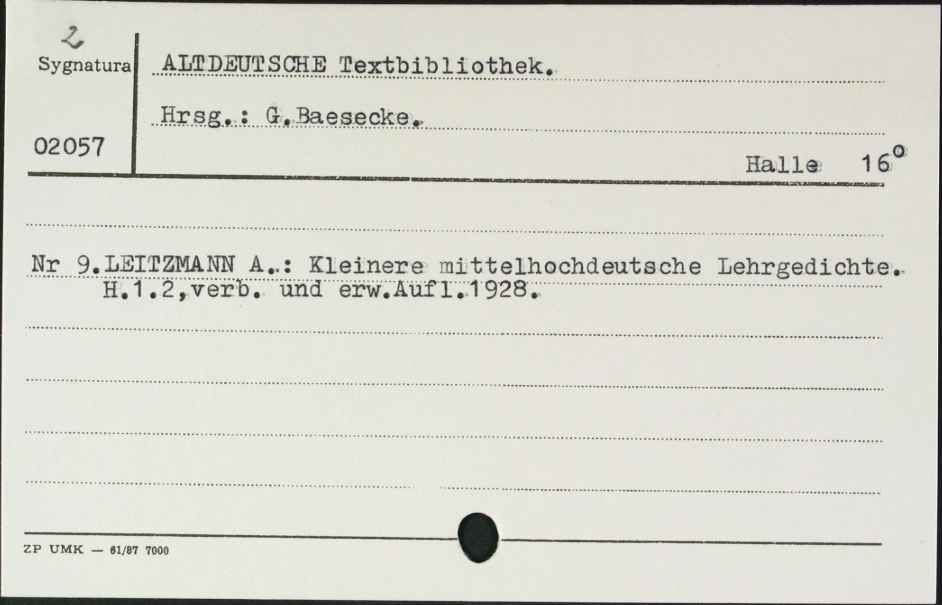 2
Sygnatura
ALTDEUTSCHE Textbibliothek.
Hrsg.: G.Baesecke.
02057
Halle 16°
Nr 9.LEITZMANN A.: Kleinere mittelhochdeutsche Lehrgedichte.
H.1.2,verb. und erw.Aufl.1928.
ZP UMK — 61/87 7000